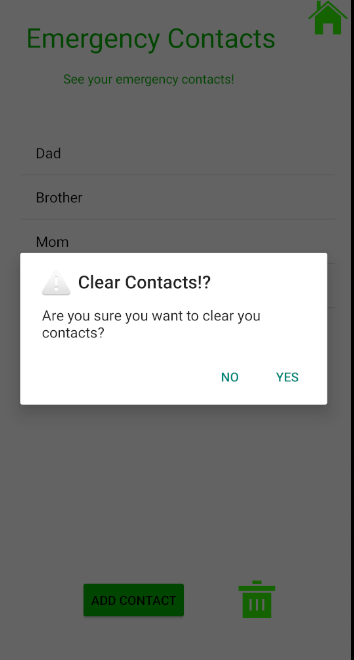 Emergency Contacts
See your emergency contacts!
Dad
Brother
Mom
Clear Contacts!?
Are you sure you want to clear you
contacts?
NO YES
ADD CONTACT